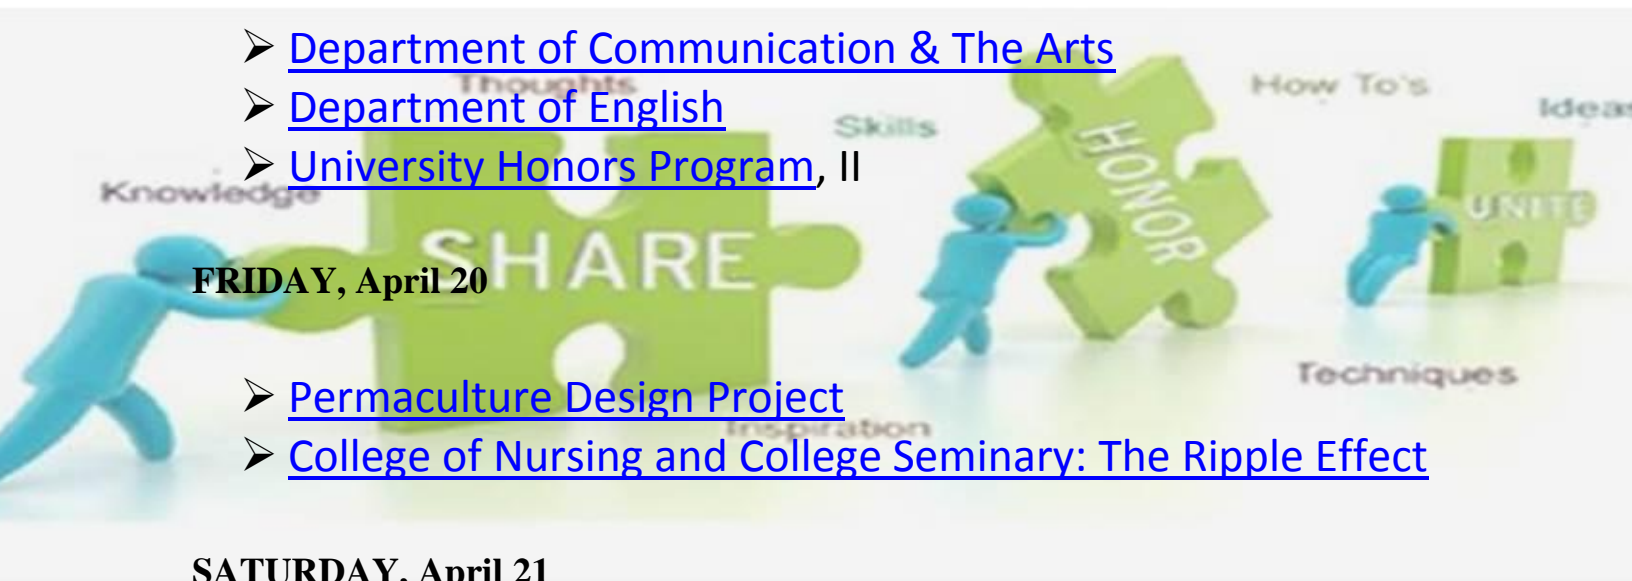 ➢ Department of Communication & The Arts
Thoughts
How To's
➢ Department of English
Ideas
Skills
HONOR
➢ University Honors Program, II
Knowledge
UNITE
SHARE
FRIDAY, April 20
Techniques
➢ Permaculture Design Project
Inspiration
➢ College of Nursing and College Seminary: The Ripple Effect
SATURDAY, April 21